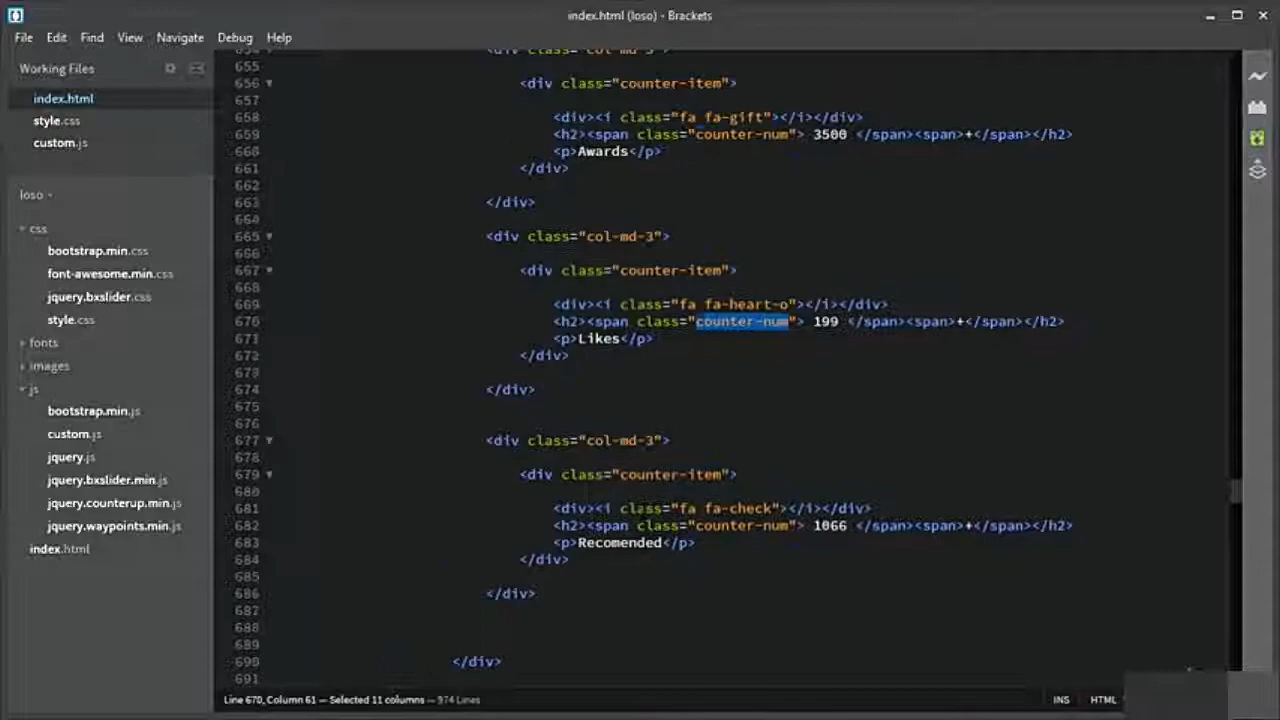 index.html (loso) - Brackets
File Edit Find View Navigate Debug Help
Working Files
index.html
style.css
custom.js
loso
css
bootstrap.min.css
font-awesome.min.css
jquery.bxslider.css
style.css
fonts
images
js
bootstrap.min.js
custom.js
jquery.js
jquery.bxslider.min.js
jquery.counterup.min.js
jquery.waypoints.min.js
index.html
654 <div class="col-md-3">
655
656 <div class="counter-item">
657
658 <div><i class="fa fa-gift"></i></div>
659 <h2><span class="counter-num"> 3500 </span><span>+</span></h2>
660 <p>Awards</p>
661 </div>
662
663 </div>
664
665 <div class="col-md-3">
666
667 <div class="counter-item">
668
669 <div><i class="fa fa-heart-o"></i></div>
670 <h2><span class="counter-num"> 199 </span><span>+</span></h2>
671 <p>Likes</p>
672 </div>
673
674 </div>
675
676
677 <div class="col-md-3">
678
679 <div class="counter-item">
680
681 <div><i class="fa fa-check"></i></div>
682 <h2><span class="counter-num"> 1066 </span><span>+</span></h2>
683 <p>Recomended</p>
684 </div>
685
686 </div>
687
688
689
690 </div>
691
Line 670, Column 61 — Selected 11 columns — 974 Lines
INS HTML